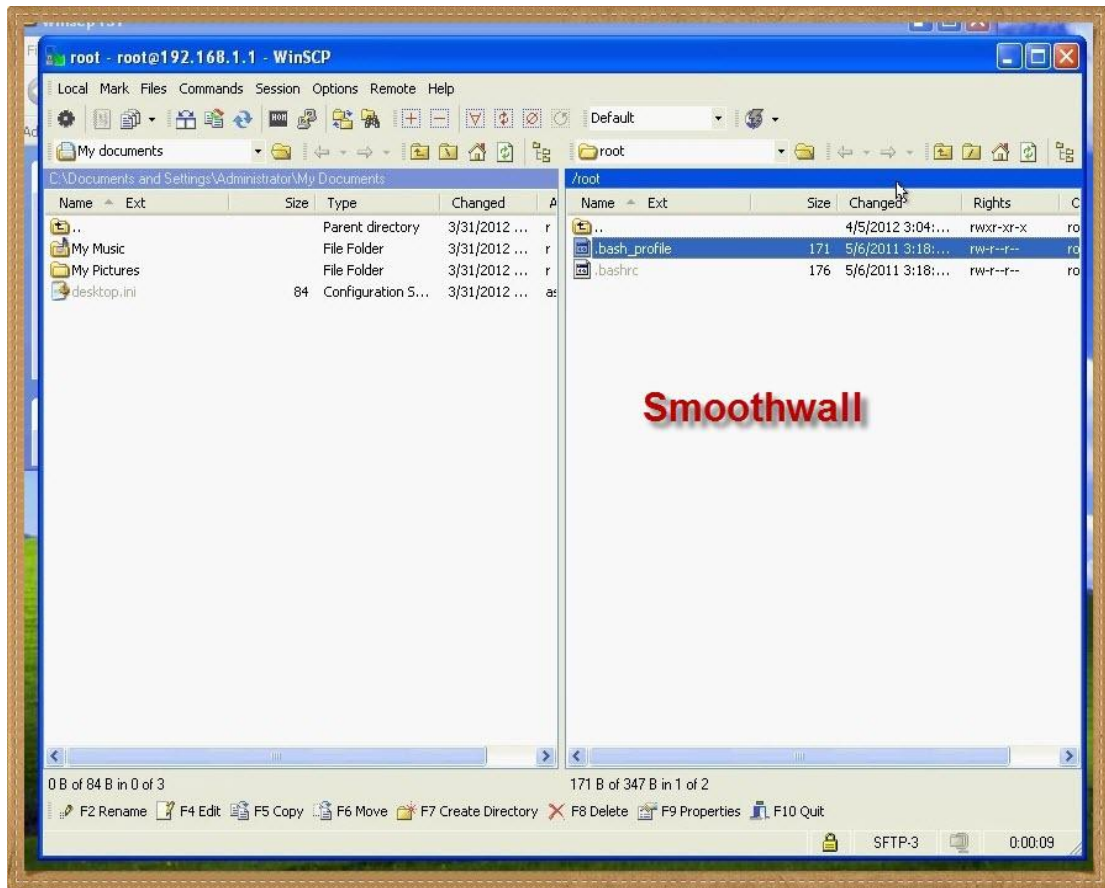 root - root@192.168.1.1 - WinSCP
Local Mark Files Commands Session Options Remote Help
Default
My documents
root
C:\Documents and Settings\Administrator\My Documents
/root
Name Ext Size Type Changed
Name Ext Size Changed Rights
.. Parent directory 3/31/2012 ... r
.. 4/5/2012 3:04:... rwxr-xr-x ro
My Music File Folder 3/31/2012 ... r
.bash_profile 171 5/6/2011 3:18:... rw-r--r-- ro
My Pictures File Folder 3/31/2012 ... r
.bashrc 176 5/6/2011 3:18:... rw-r--r-- ro
desktop.ini 84 Configuration S... 3/31/2012 ...
Smoothwall
0 B of 84 B in 0 of 3
171 B of 347 B in 1 of 2
F2 Rename F4 Edit F5 Copy F6 Move F7 Create Directory F8 Delete F9 Properties F10 Quit
SFTP-3 0:00:09